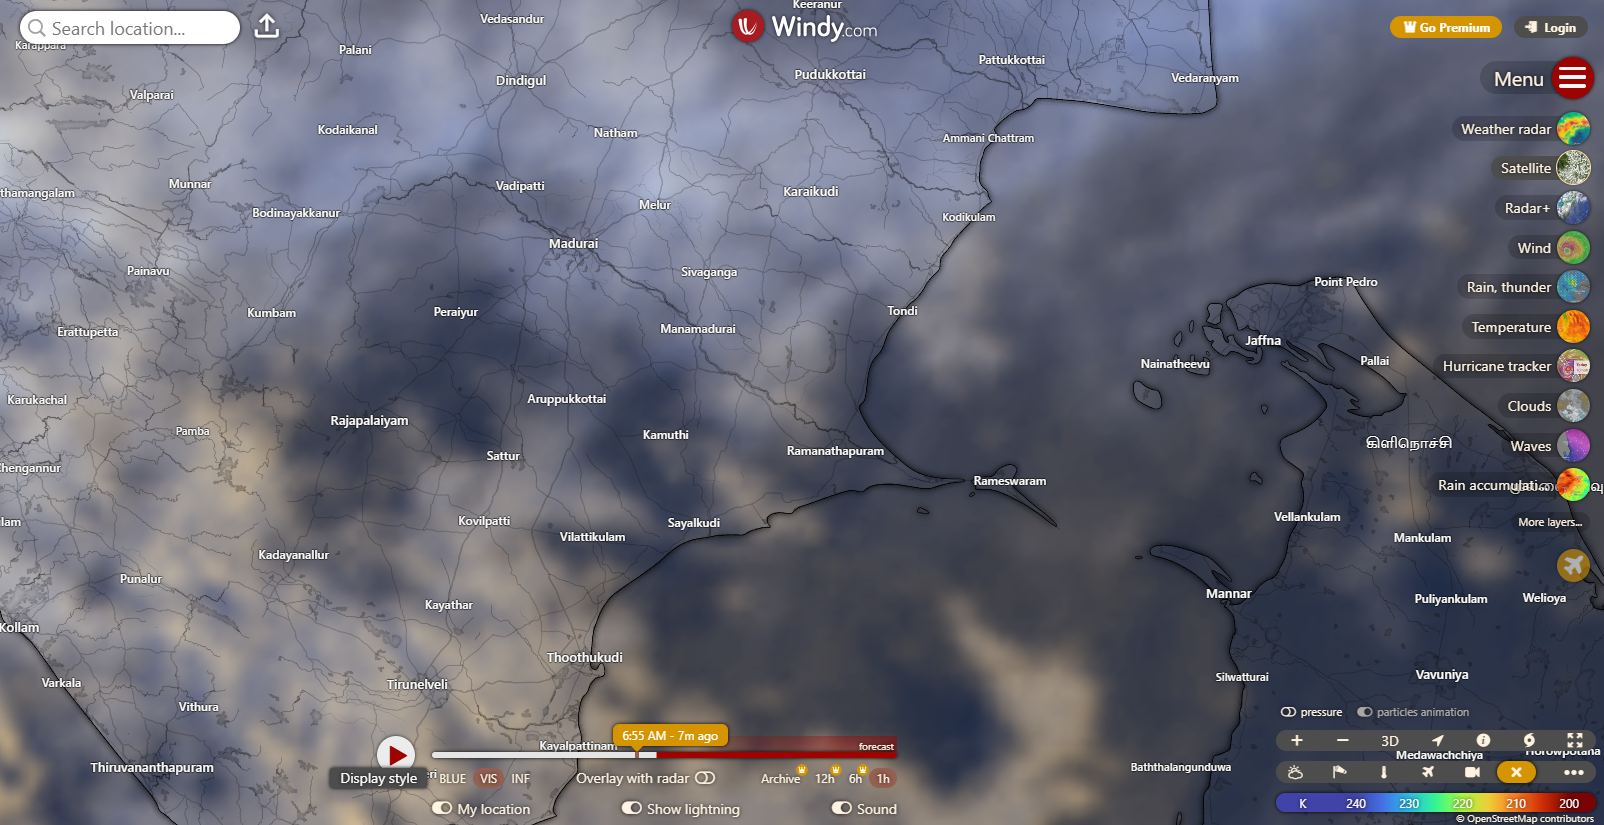 Search location...
Windy.com
Go Premium
Login
Menu
Weather radar
Satellite
Radar+
Wind
Rain, thunder
Temperature
Hurricane tracker
Clouds
Waves
Rain accumulati...
More layers...
Keeranur
Vedasandur
Karappara
Palani
Pattukkottai
Dindigul
Pudukkottai
Vedaranyam
Valparai
Kodaikanal
Natham
Ammani Chattram
Munnar
thamangalam
Vadipatti
Karaikudi
Bodinayakkanur
Melur
Kodikulam
Madurai
Painavu
Sivaganga
Point Pedro
Kumbam
Peraiyur
Tondi
Erattupetta
Manamadurai
Jaffna
Nainatheevu
Pallai
Karukachal
Aruppukkottai
Rajapalaiyam
Pamba
Kamuthi
கிளிநொச்சி
Sattur
Ramanathapuram
Chengannur
Rameswaram
Kovilpatti
Sayalkudi
Vellankulam
lam
Vilattikulam
Mankulam
Kadayanallur
Punalur
Mannar
Puliyankulam
Welioya
Kayathar
Kollam
Thoothukudi
Varkala
Tirunelveli
Silwatturai
Vavuniya
Vithura
Kayalpattinam
Thiruvananthapuram
Baththalangunduwa
Medawachchiya
Horowpotana
6:55 AM - 7m ago
forecast
Display style
BLUE
VIS
INF
Overlay with radar
Archive
12h
6h
1h
My location
Show lightning
Sound
pressure
particles animation
3D
K 240 230 220 210 200
© OpenStreetMap contributors